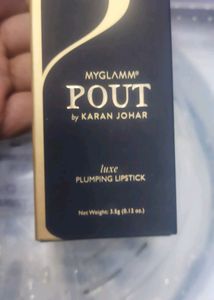 MYGLAMM®
POUT
by KARAN JOHAR
luxe
PLUMPING LIPSTICK
Net Weight: 3.5g (0.12 oz.)